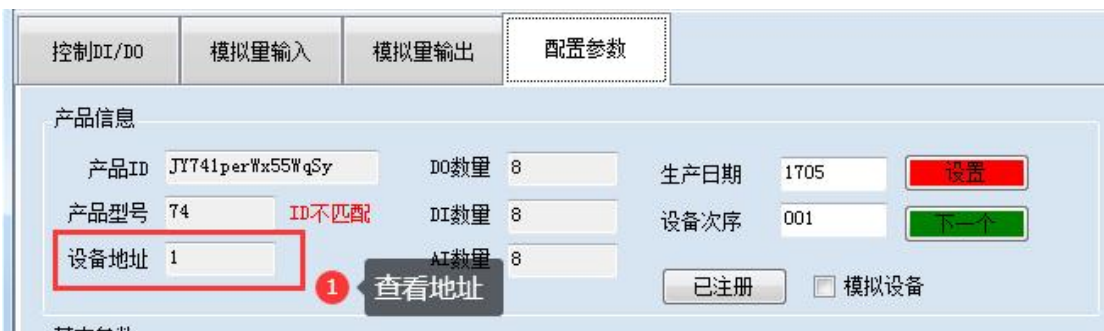 控制DI/DO 模拟量输入 模拟量输出 配置参数
产品信息
产品ID JY741perWx55WqSy DO数量 8 生产日期 1705 设置
产品型号 74 ID不匹配 DI数量 8 设备次序 001 下一个
设备地址 1 AI数量 8
1 查看地址 已注册 模拟设备
基本参数